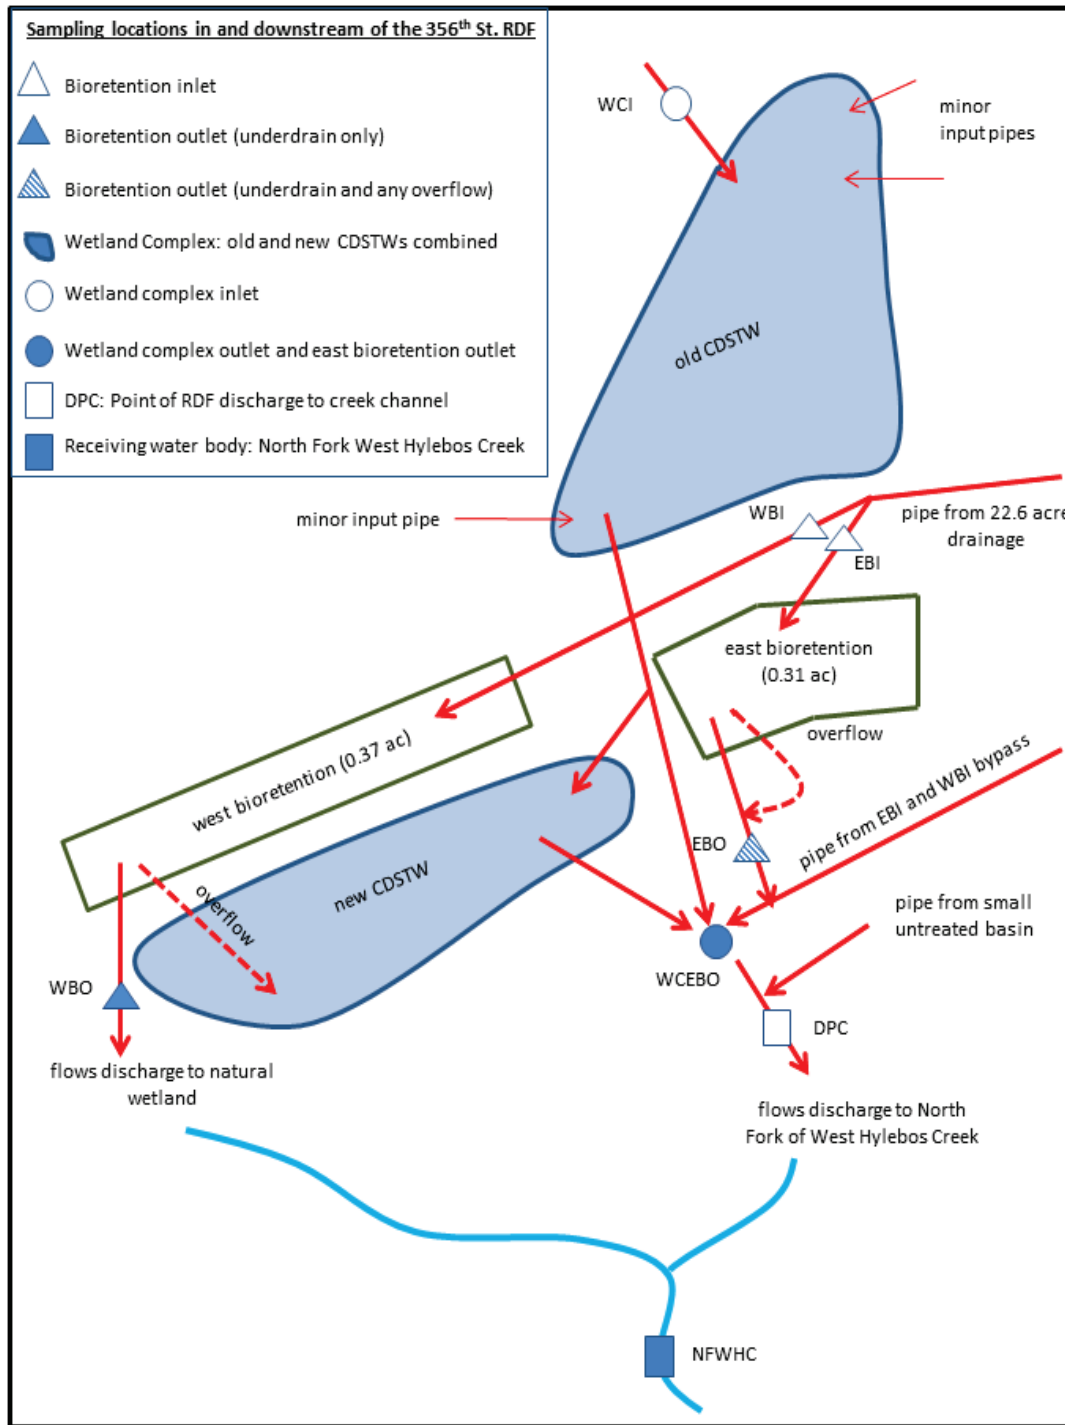 Sampling locations in and downstream of the 356th St. RDF
Bioretention inlet
Bioretention outlet (underdrain only)
Bioretention outlet (underdrain and any overflow)
Wetland Complex: old and new CDSTWs combined
Wetland complex inlet
Wetland complex outlet and east bioretention outlet
DPC: Point of RDF discharge to creek channel
Receiving water body: North Fork West Hylebos Creek
WCI
minor
input pipes
old CDSTW
minor input pipe
WBI
pipe from 22.6 acre
drainage
EBI
east bioretention
(0.31 ac)
overflow
west bioretention (0.37 ac)
pipe from EBI and WBI bypass
EBO
new CDSTW
overflow
pipe from small
untreated basin
WCEBO
WBO
DPC
flows discharge to natural
wetland
flows discharge to North
Fork of West Hylebos Creek
NFWHC